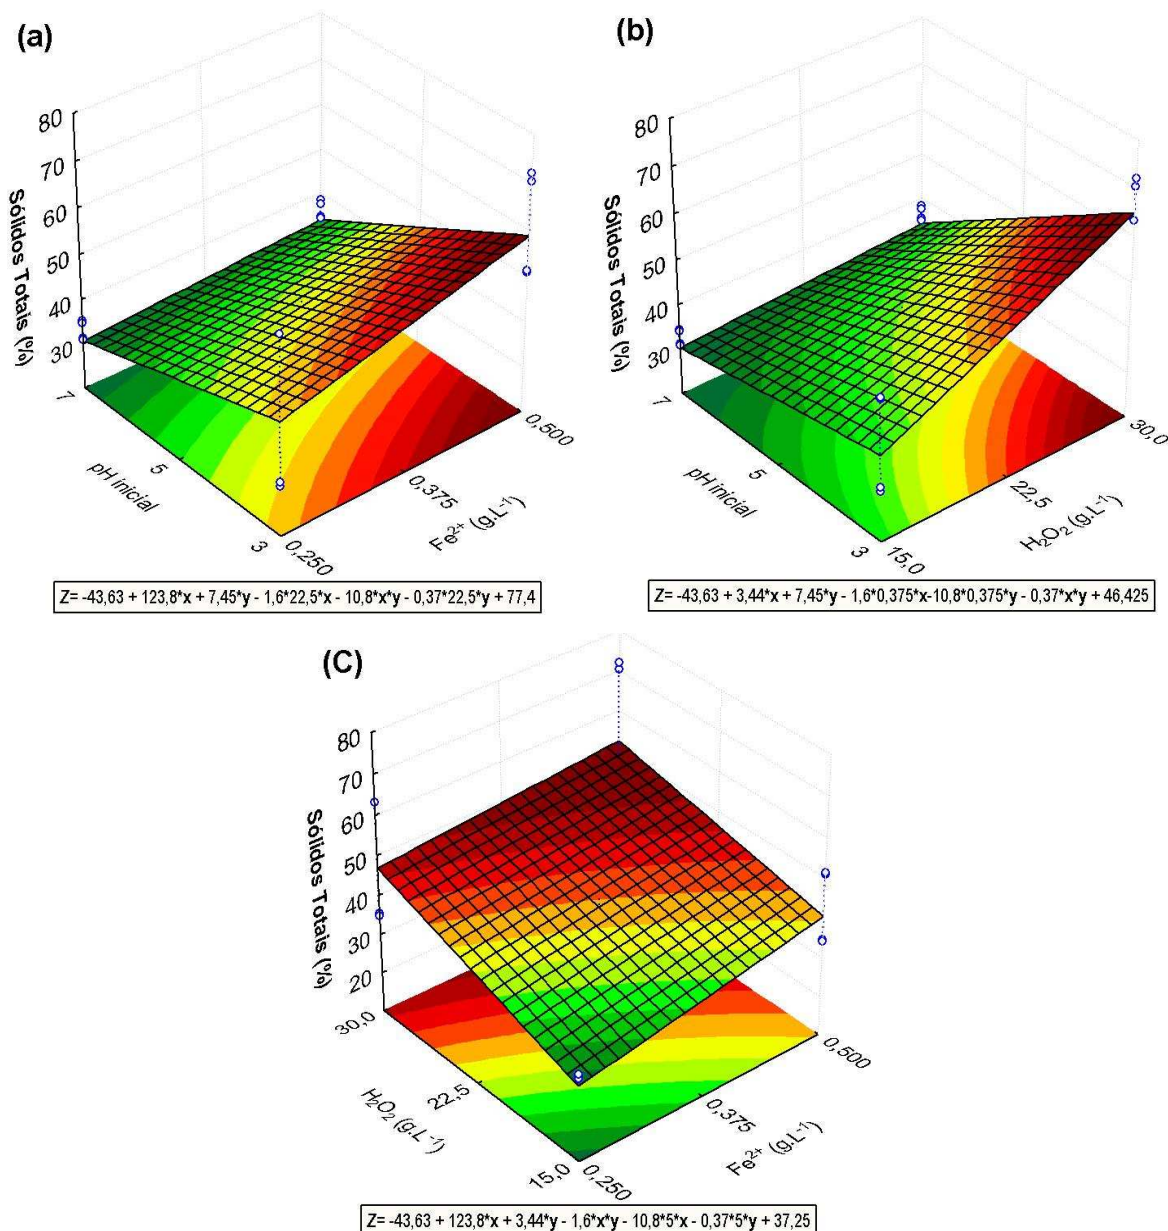 (a)
80
70
60
50
40
30
Sólidos Totais (%)
7
5
3
pH inicial
0,250
0,375
0,500
Fe²⁺ (g.L⁻¹)
Z= -43,63 + 123,8*x + 7,45*y - 1,6*22,5*x - 10,8*x*y - 0,37*22,5*y + 77,4
(b)
80
70
60
50
40
30
Sólidos Totais (%)
7
5
3
pH inicial
15,0
22,5
30,0
H₂O₂ (g.L⁻¹)
Z= -43,63 + 3,44*x + 7,45*y - 1,6*0,375*x-10,8*0,375*y - 0,37*x*y + 46,425
(C)
80
70
60
50
40
30
20
Sólidos Totais (%)
30,0
22,5
15,0
H₂O₂ (g.L⁻¹)
0,250
0,375
0,500
Fe²⁺ (g.L⁻¹)
Z= -43,63 + 123,8*x + 3,44*y - 1,6*x*y - 10,8*5*x - 0,37*5*y + 37,25